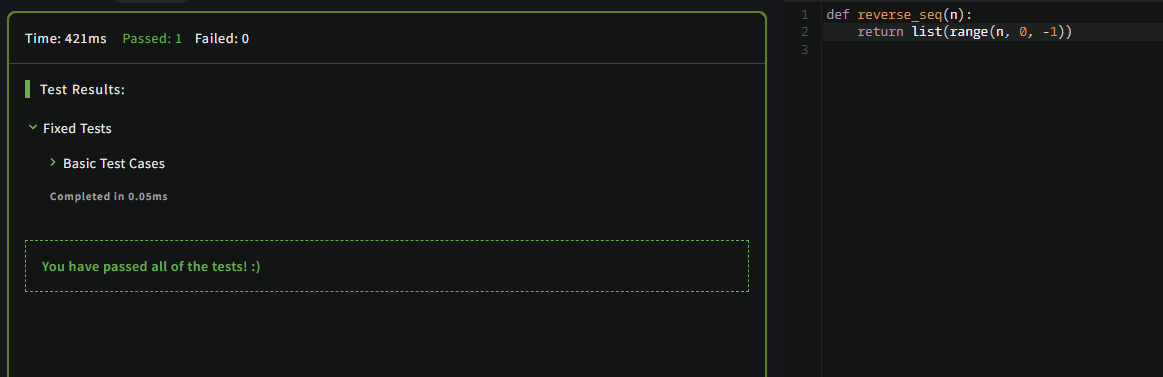 Time: 421ms Passed: 1 Failed: 0
Test Results:
Fixed Tests
Basic Test Cases
Completed in 0.05ms
You have passed all of the tests! :)
1 def reverse_seq(n):
2     return list(range(n, 0, -1))
3